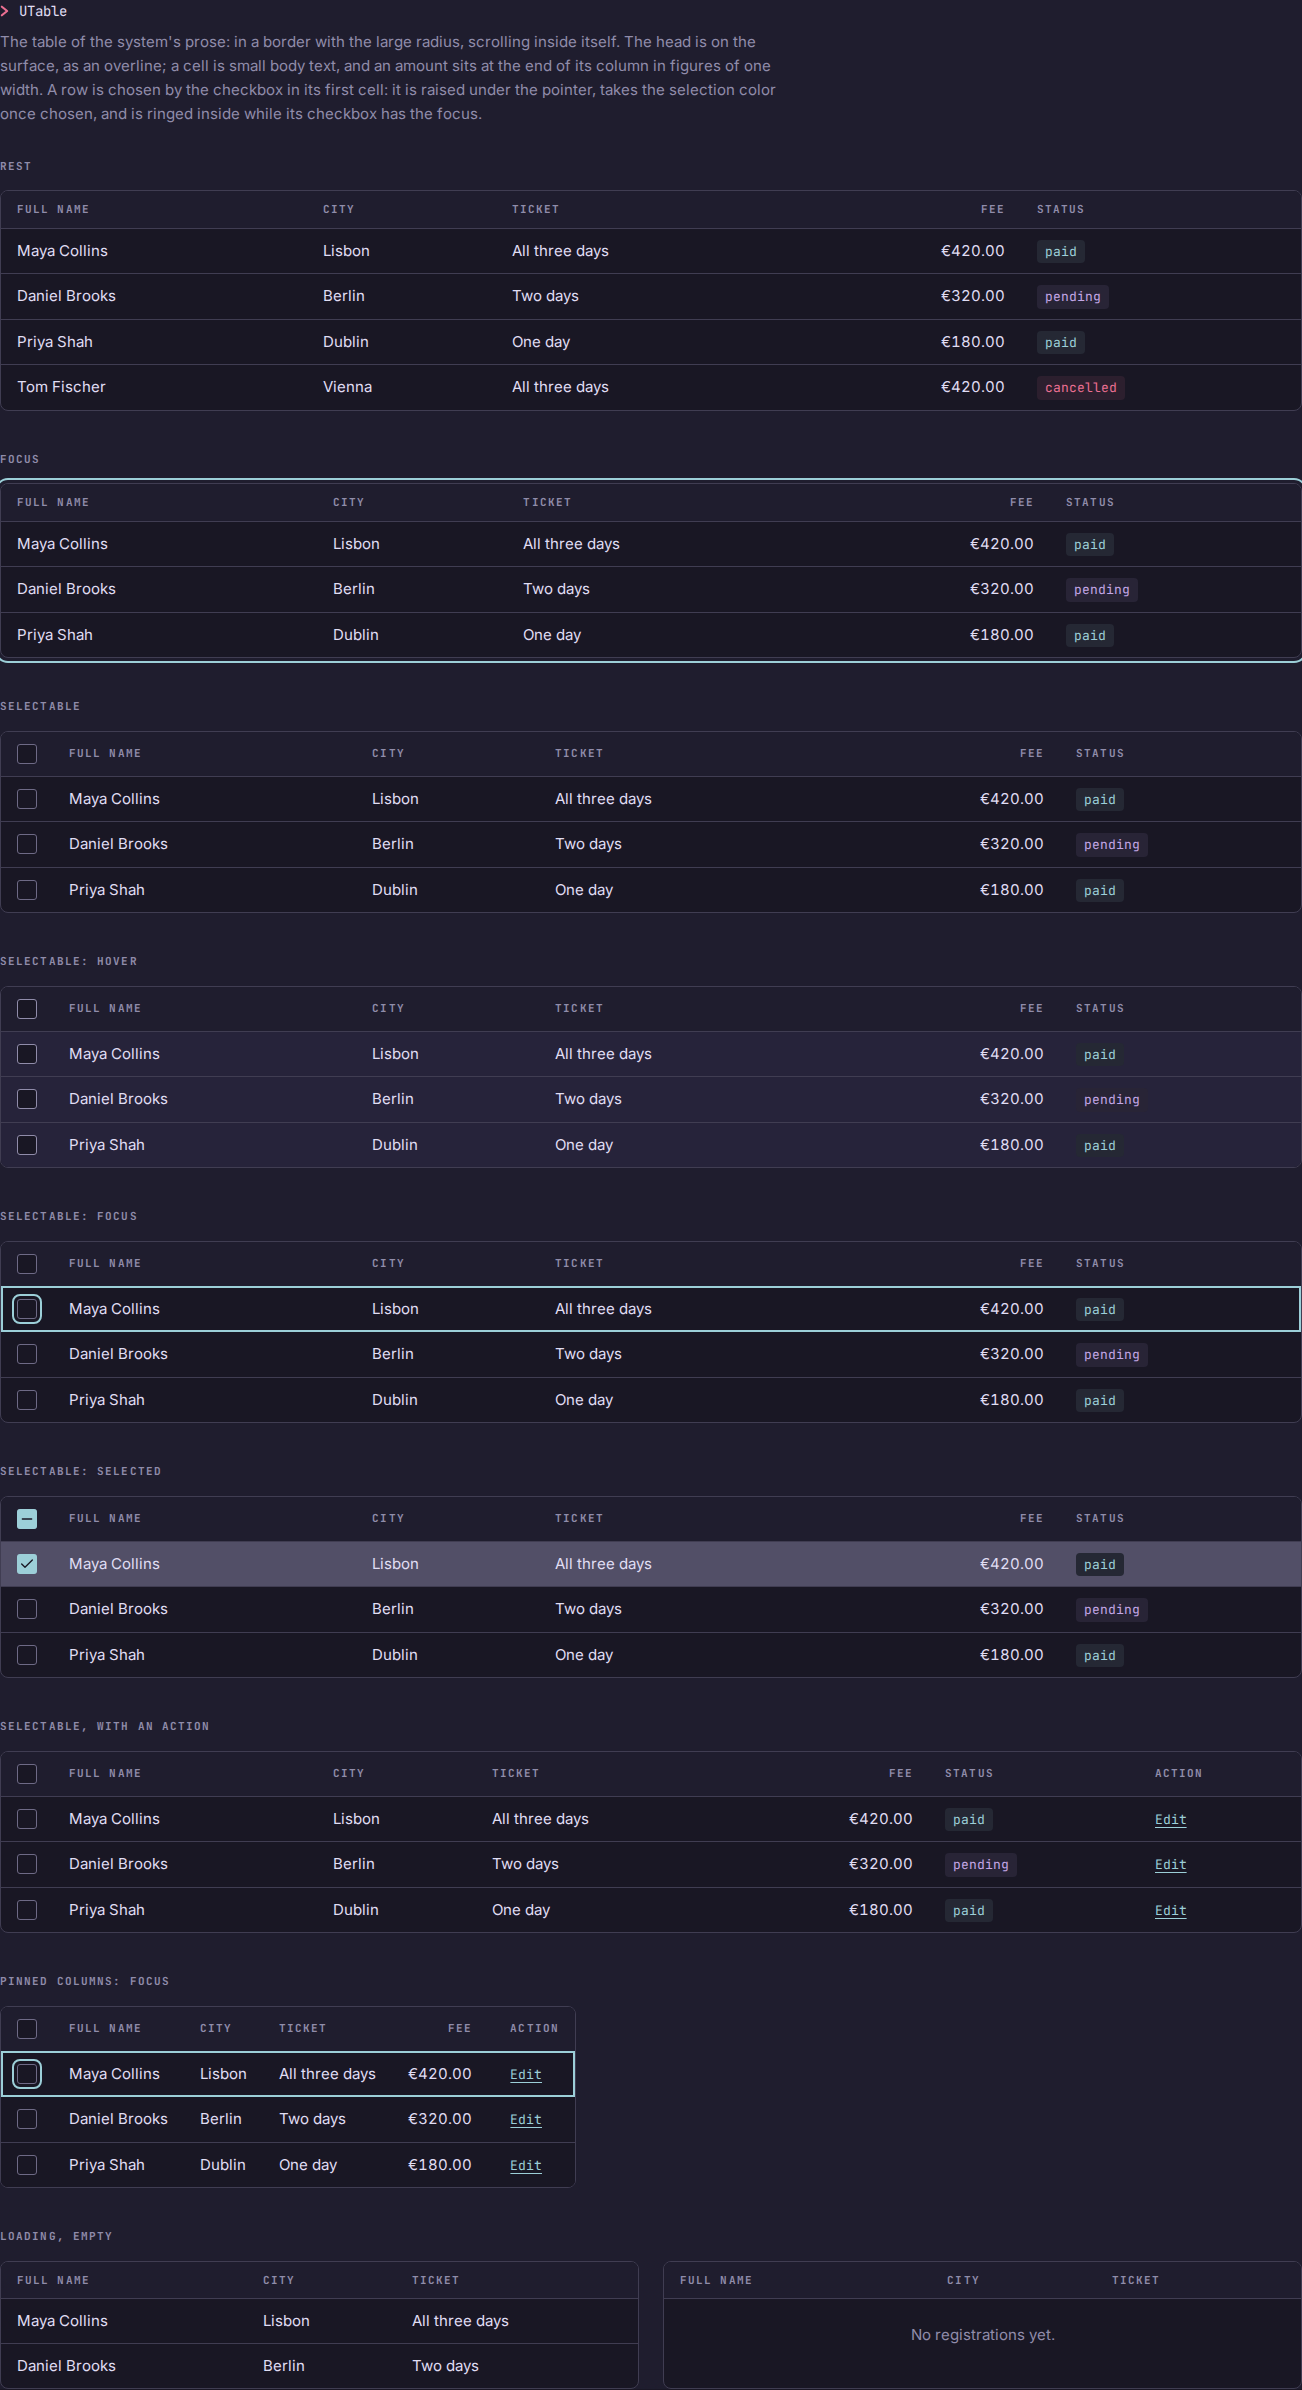 UTable
The table of the system's prose: in a border with the large radius, scrolling inside itself. The head is on the
surface, as an overline; a cell is small body text, and an amount sits at the end of its column in figures of one
width. A row is chosen by the checkbox in its first cell: it is raised under the pointer, takes the selection color
once chosen, and is ringed inside while its checkbox has the focus.
REST
FULL NAME CITY TICKET FEE STATUS
Maya Collins Lisbon All three days €420.00 paid
Daniel Brooks Berlin Two days €320.00 pending
Priya Shah Dublin One day €180.00 paid
Tom Fischer Vienna All three days €420.00 cancelled
FOCUS
FULL NAME CITY TICKET FEE STATUS
Maya Collins Lisbon All three days €420.00 paid
Daniel Brooks Berlin Two days €320.00 pending
Priya Shah Dublin One day €180.00 paid
SELECTABLE
FULL NAME CITY TICKET FEE STATUS
Maya Collins Lisbon All three days €420.00 paid
Daniel Brooks Berlin Two days €320.00 pending
Priya Shah Dublin One day €180.00 paid
SELECTABLE: HOVER
FULL NAME CITY TICKET FEE STATUS
Maya Collins Lisbon All three days €420.00 paid
Daniel Brooks Berlin Two days €320.00 pending
Priya Shah Dublin One day €180.00 paid
SELECTABLE: FOCUS
FULL NAME CITY TICKET FEE STATUS
Maya Collins Lisbon All three days €420.00 paid
Daniel Brooks Berlin Two days €320.00 pending
Priya Shah Dublin One day €180.00 paid
SELECTABLE: SELECTED
FULL NAME CITY TICKET FEE STATUS
Maya Collins Lisbon All three days €420.00 paid
Daniel Brooks Berlin Two days €320.00 pending
Priya Shah Dublin One day €180.00 paid
SELECTABLE, WITH AN ACTION
FULL NAME CITY TICKET FEE STATUS ACTION
Maya Collins Lisbon All three days €420.00 paid Edit
Daniel Brooks Berlin Two days €320.00 pending Edit
Priya Shah Dublin One day €180.00 paid Edit
PINNED COLUMNS: FOCUS
FULL NAME CITY TICKET FEE ACTION
Maya Collins Lisbon All three days €420.00 Edit
Daniel Brooks Berlin Two days €320.00 Edit
Priya Shah Dublin One day €180.00 Edit
LOADING, EMPTY
FULL NAME CITY TICKET
Maya Collins Lisbon All three days
Daniel Brooks Berlin Two days
FULL NAME CITY TICKET
No registrations yet.